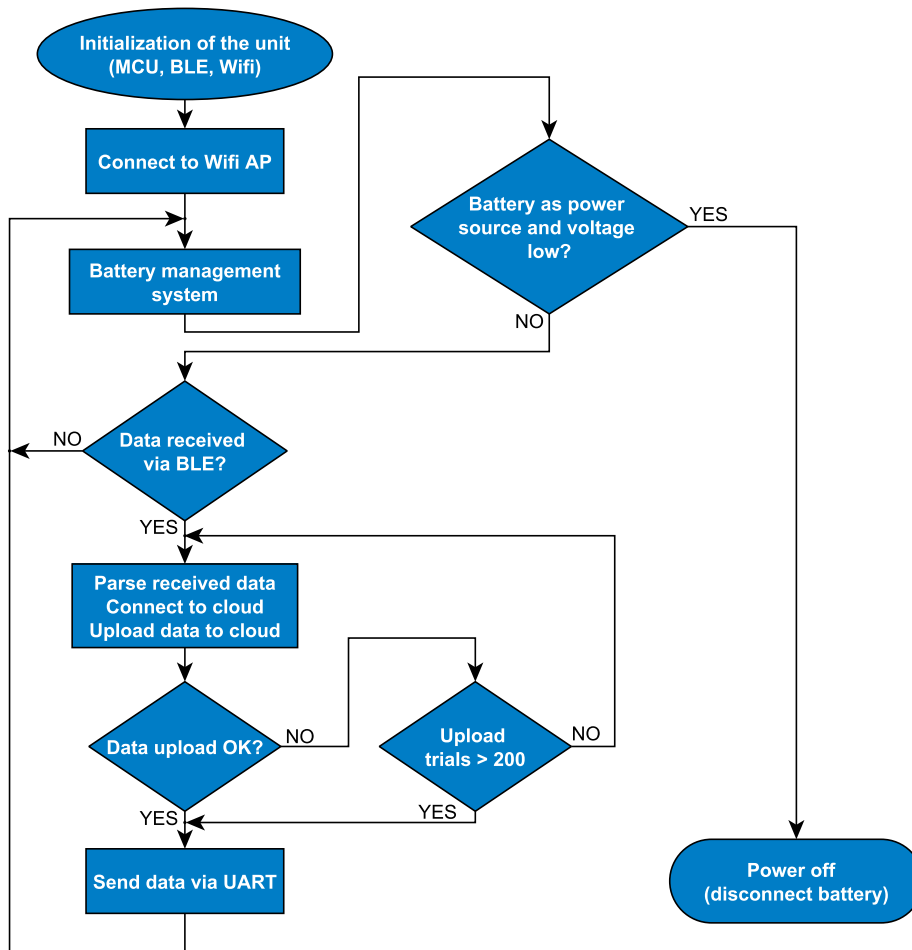 Initialization of the unit
(MCU, BLE, Wifi)
Connect to Wifi AP
Battery management
system
Battery as power
source and voltage
low?
YES
NO
Data received
via BLE?
NO
YES
Parse received data
Connect to cloud
Upload data to cloud
Data upload OK?
NO
YES
Upload
trials > 200
NO
YES
Send data via UART
Power off
(disconnect battery)